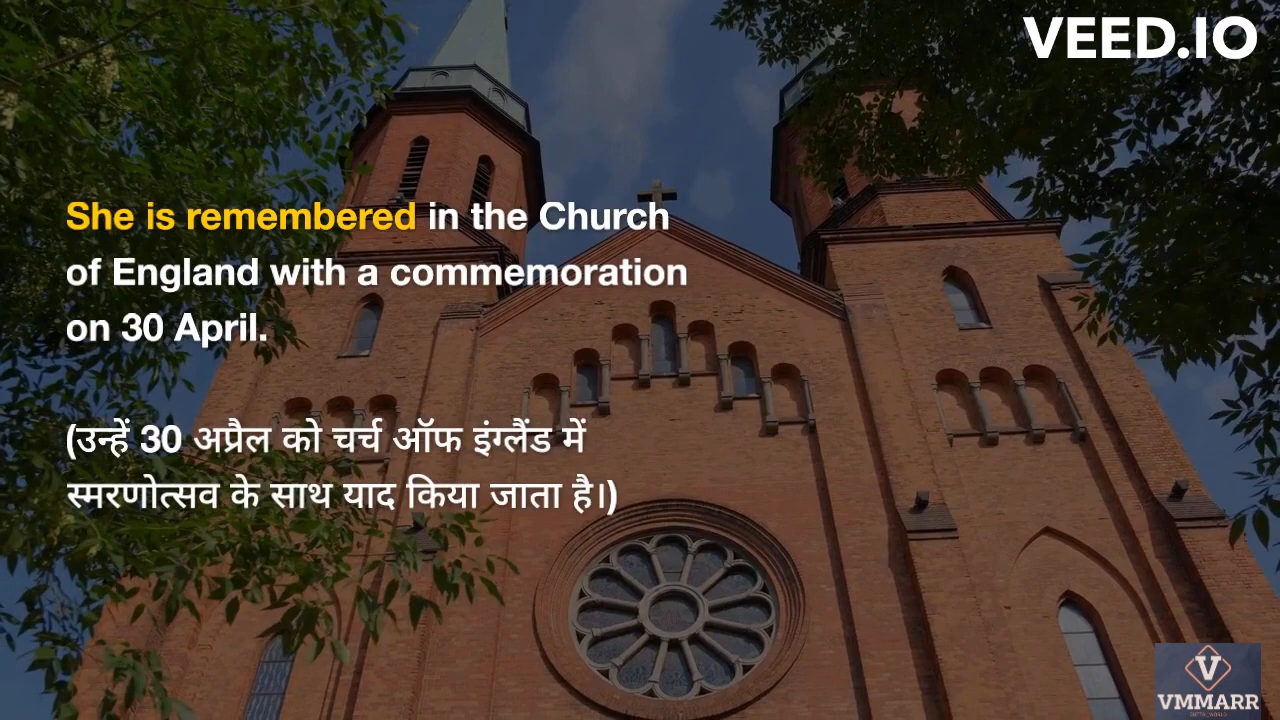 VEED.IO
She is remembered in the Church
of England with a commemoration
on 30 April.
(उन्हें 30 अप्रैल को चर्च ऑफ इंग्लैंड में
स्मरणोत्सव के साथ याद किया जाता है।)
V
VMMARR